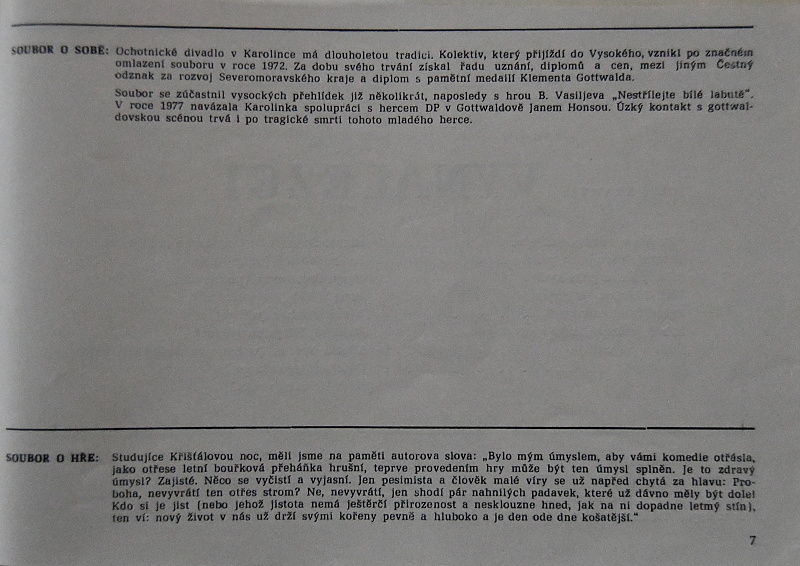 SOUBOR O SOBĚ: Ochotnické divadlo v Karolince má dlouholetou tradici. Kolektiv, který přijíždí do Vysokého, vznikl po značném
omlazení souboru v roce 1972. Za dobu svého trvání získal řadu uznání, diplomů a cen, mezi jiným Čestný
odznak za rozvoj Severomoravského kraje a diplom s pamětní medailí Klementa Gottwalda.
Soubor se zúčastnil vysockých přehlídek již několikrát, naposledy s hrou B. Vasiljeva „Nestřílejte bílé labutě“.
V roce 1977 navázala Karolinka spolupráci s hercem DP v Gottwaldově Janem Honsou. Úzký kontakt s gottwal-
dovskou scénou trvá i po tragické smrti tohoto mladého herce.
SOUBOR O HŘE: Studujíce Křišťálovou noc, měli jsme na paměti autorova slova: „Bylo mým úmyslem, aby vámi komedie otřásla,
jako otřese letní bouřková přeháňka hrušní, teprve provedením hry může být ten úmysl splněn. Je to zdravý
úmysl? Zajisté. Něco se vyčistí a vyjasní. Jen pesimista a člověk malé víry se už napřed chytá za hlavu: Pro-
boha, nevyvrátí ten otřes strom? Ne, nevyvrátí, jen shodí pár nahnilých padavek, které už dávno měly být dole!
Kdo si je jist (nebo jehož jistota nemá ještěrčí přirozenost a nesklouzne hned, jak na ni dopadne letmý stín),
ten ví: nový život v nás už drží svými kořeny pevně a hluboko a je den ode dne košatější.“
7